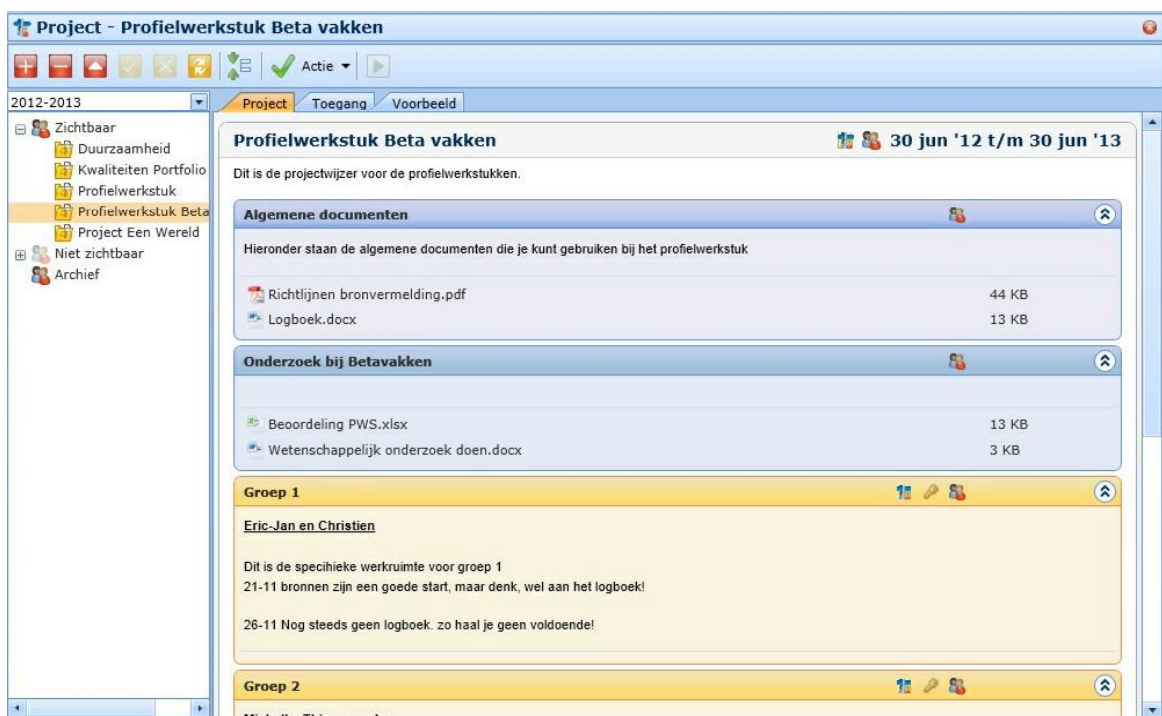 Project - Profielwerkstuk Beta vakken
Actie
2012-2013
Project Toegang Voorbeeld
Zichtbaar
Duurzaamheid
Kwaliteiten Portfolio
Profielwerkstuk
Profielwerkstuk Beta
Project Een Wereld
Niet zichtbaar
Archief
Profielwerkstuk Beta vakken 30 jun '12 t/m 30 jun '13
Dit is de projectwijzer voor de profielwerkstukken.
Algemene documenten
Hieronder staan de algemene documenten die je kunt gebruiken bij het profielwerkstuk
Richtlijnen bronvermelding.pdf 44 KB
Logboek.docx 13 KB
Onderzoek bij Betavakken
Beoordeling PWS.xlsx 13 KB
Wetenschappelijk onderzoek doen.docx 3 KB
Groep 1
Eric-Jan en Christien
Dit is de specihieke werkruimte voor groep 1
21-11 bronnen zijn een goede start, maar denk, wel aan het logboek!
26-11 Nog steeds geen logboek. zo haal je geen voldoende!
Groep 2